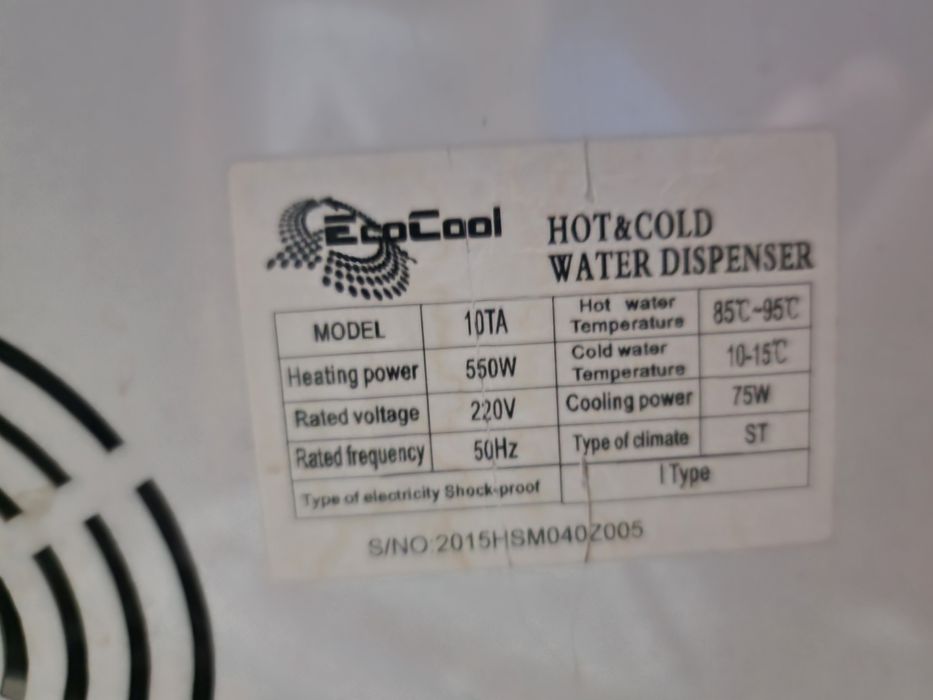 EcoCool
HOT&COLD
WATER DISPENSER
MODEL 10TA Hot water Temperature 85℃~95℃
Heating power 550W Cold water Temperature 10-15℃
Rated voltage 220V Cooling power 75W
Rated frequency 50Hz Type of climate ST
Type of electricity Shock-proof I Type
S/NO 2015HSM040Z005